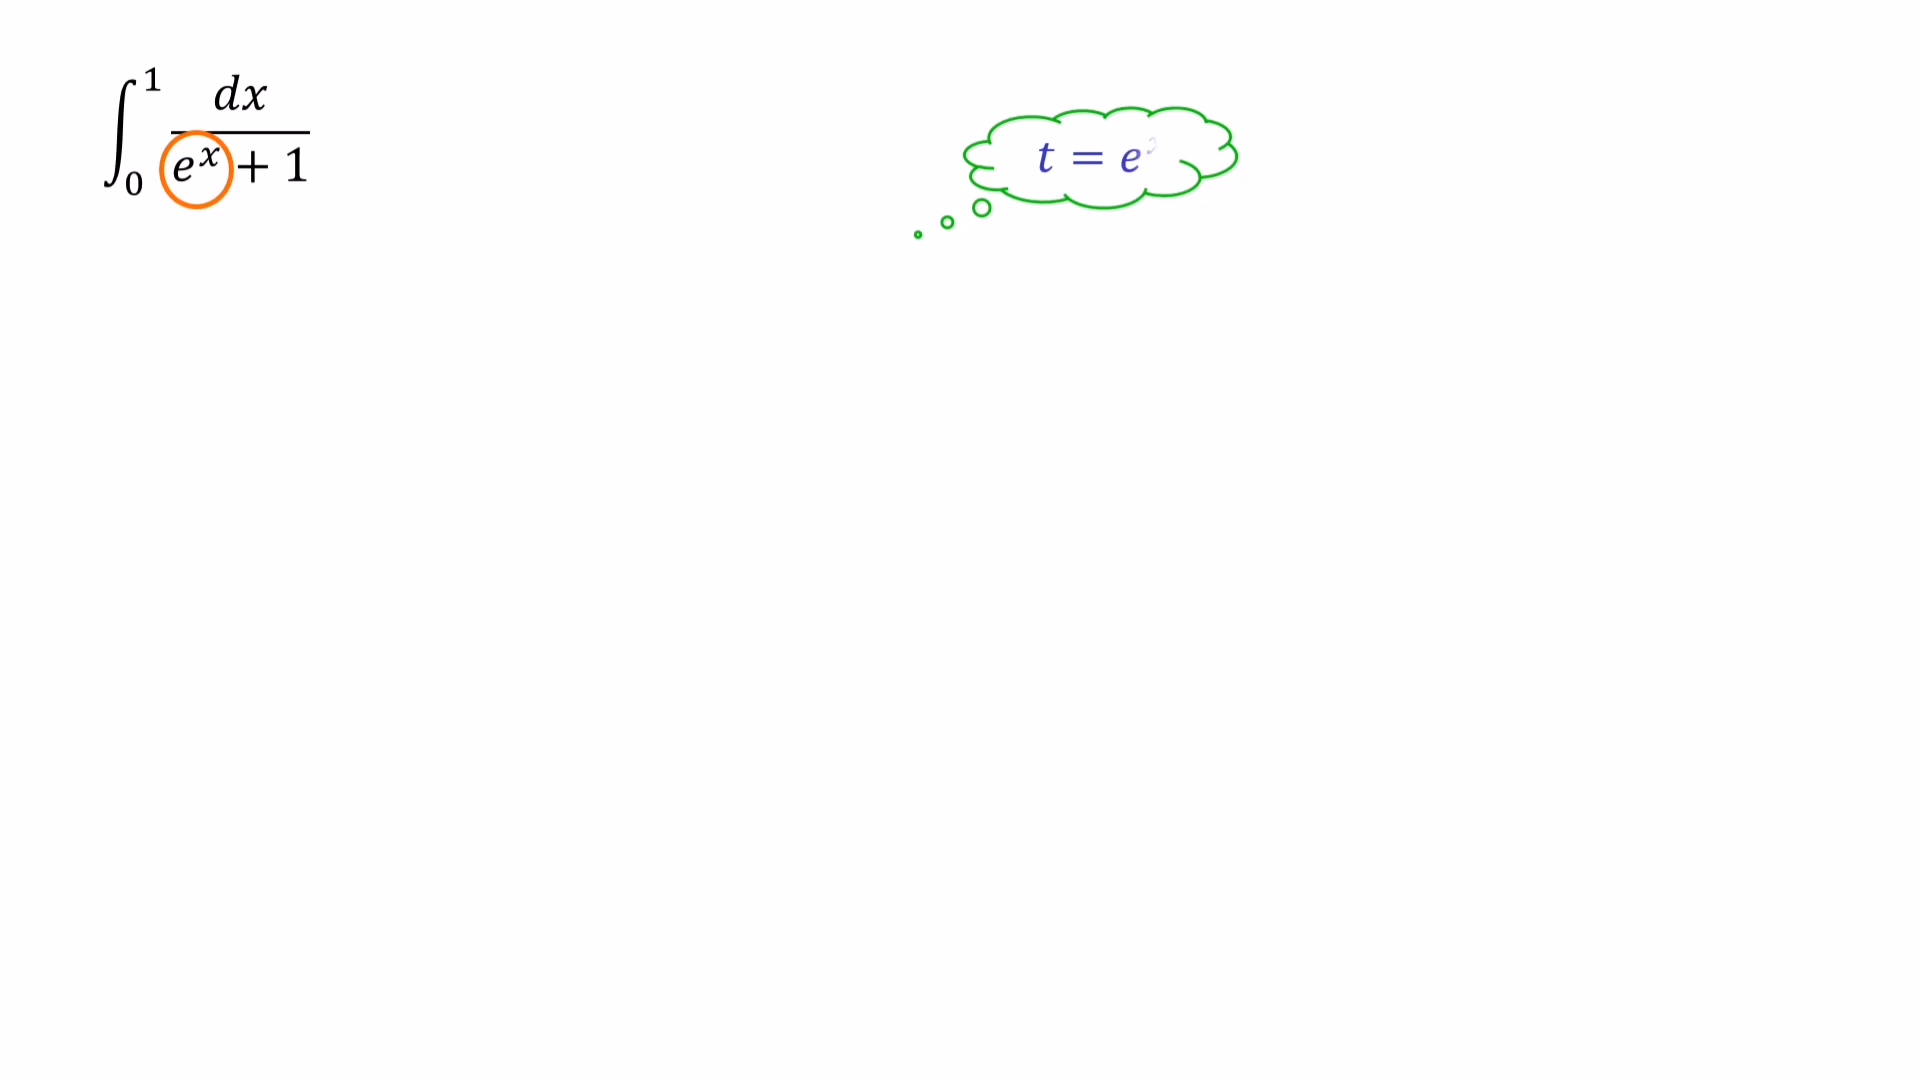 ∫₀¹ dx / (eˣ + 1)
t = e